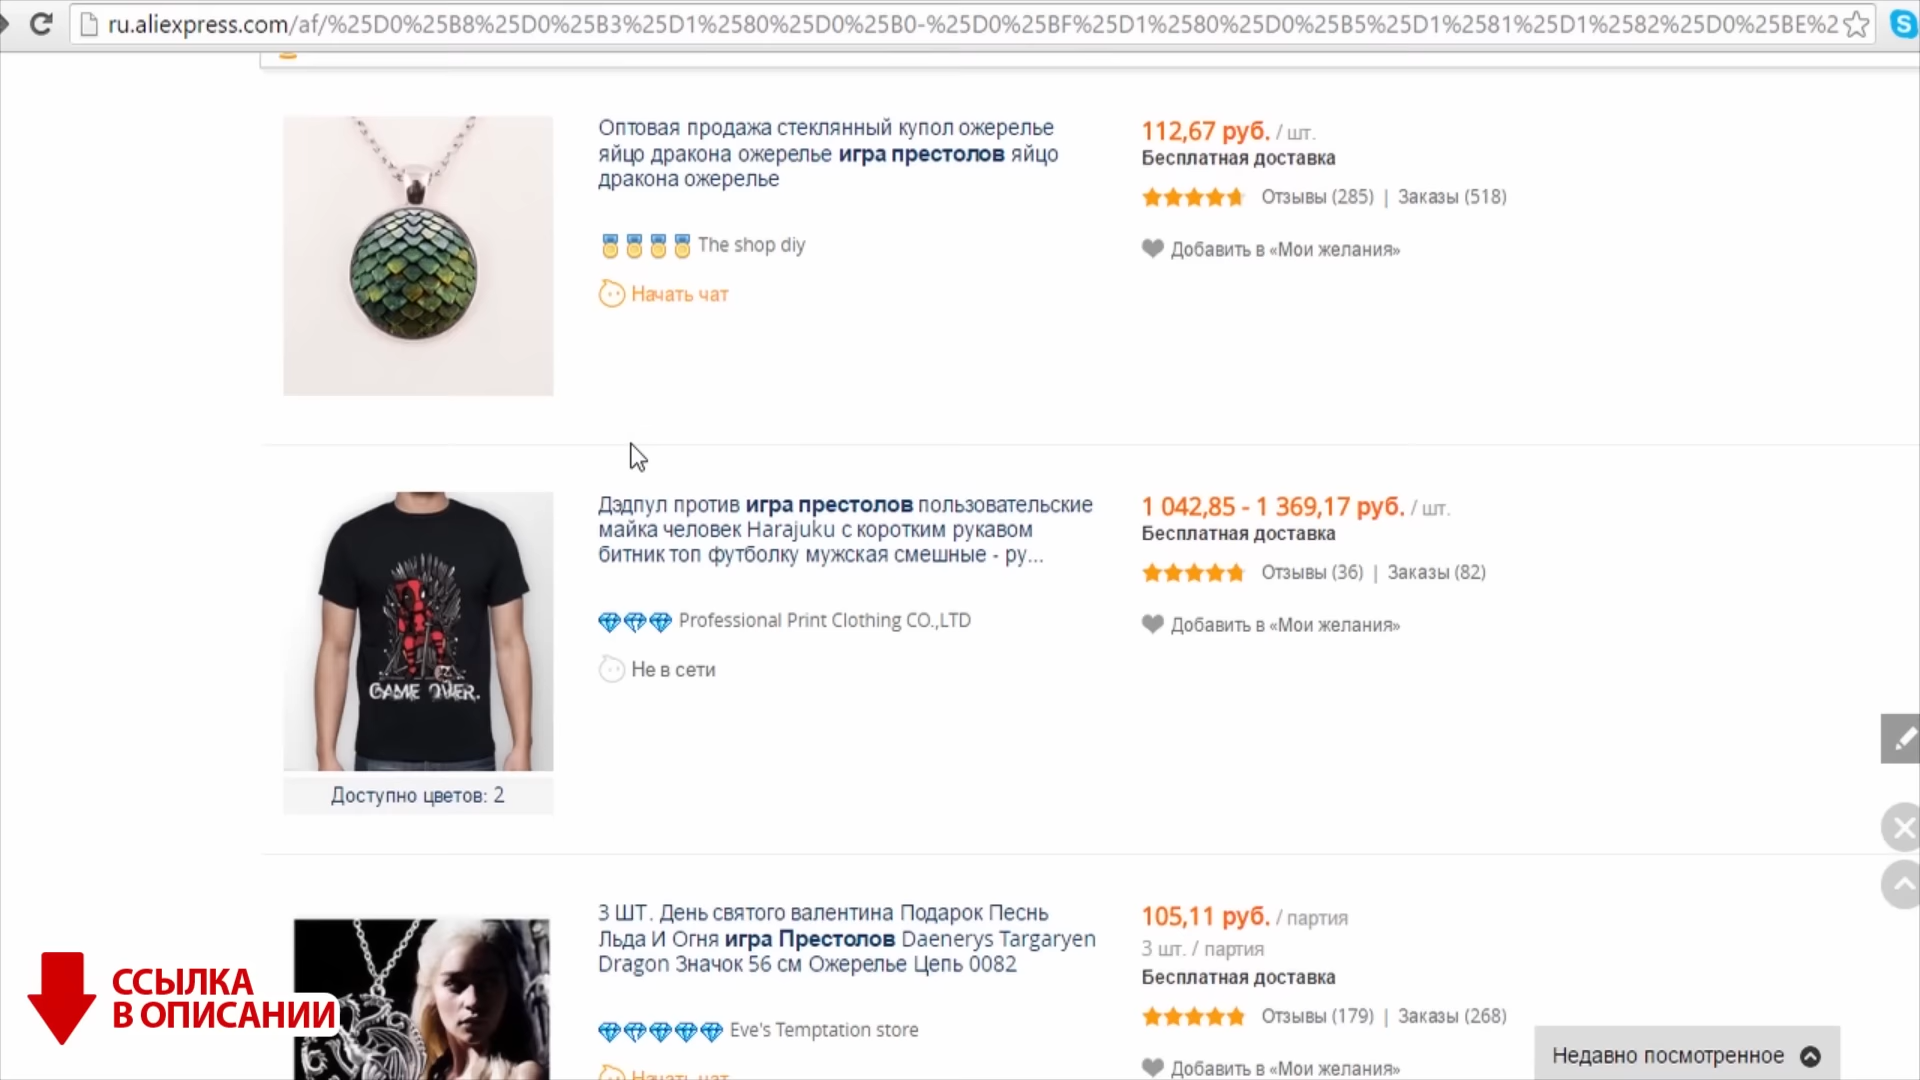 ru.aliexpress.com/af/%25D0%25B8%25D0%25B3%25D1%2580%25D0%25B0-%25D0%25BF%25D1%2580%25D0%25B5%25D1%2581%25D1%2582%25D0%25BE%2
S
Оптовая продажа стеклянный купол ожерелье
яйцо дракона ожерелье игра престолов яйцо
дракона ожерелье
The shop diy
Начать чат
112,67 руб. / шт.
Бесплатная доставка
Отзывы (285) | Заказы (518)
Добавить в «Мои желания»
GAME OVER.
Доступно цветов: 2
Дэдпул против игра престолов пользовательские
майка человек Harajuku с коротким рукавом
битник топ футболку мужская смешные - ру...
Professional Print Clothing CO.,LTD
Не в сети
1 042,85 - 1 369,17 руб. / шт.
Бесплатная доставка
Отзывы (36) | Заказы (82)
Добавить в «Мои желания»
3 ШТ. День святого валентина Подарок Песнь
Льда И Огня игра Престолов Daenerys Targaryen
Dragon Значок 56 см Ожерелье Цепь 0082
Eve's Temptation store
Начать чат
105,11 руб. / партия
3 шт. / партия
Бесплатная доставка
Отзывы (179) | Заказы (268)
Добавить в «Мои желания»
ССЫЛКА
В ОПИСАНИИ
Недавно посмотренное